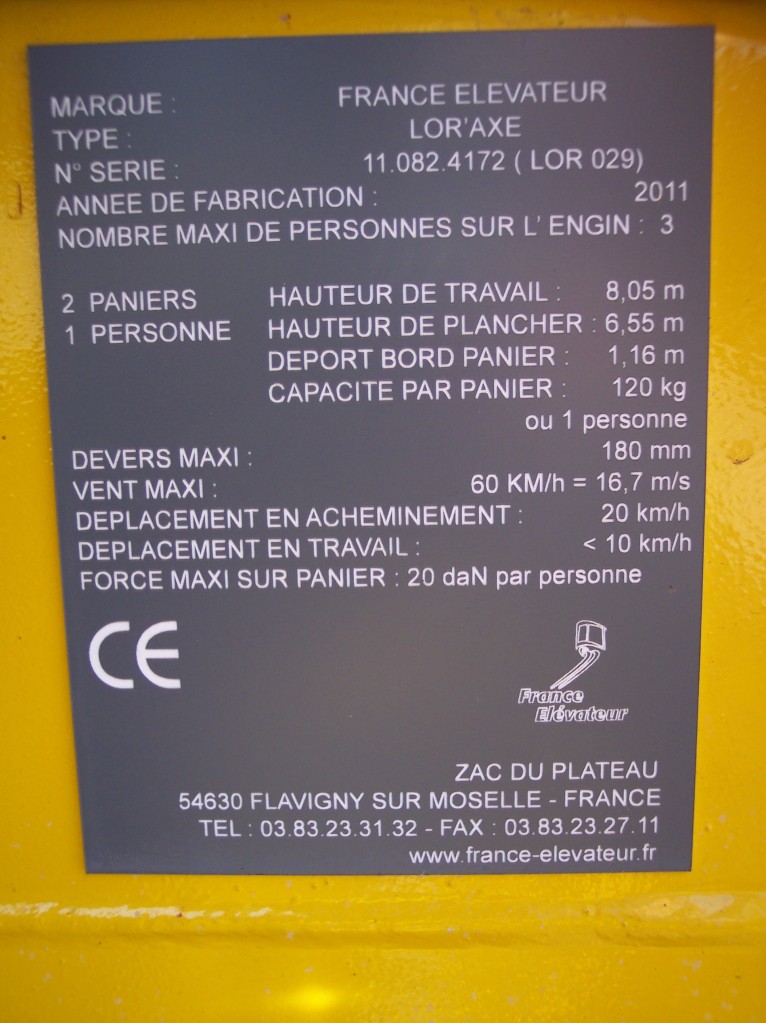 MARQUE : FRANCE ELEVATEUR
TYPE : LOR'AXE
N° SERIE : 11.082.4172 ( LOR 029)
ANNEE DE FABRICATION : 2011
NOMBRE MAXI DE PERSONNES SUR L' ENGIN : 3
2 PANIERS HAUTEUR DE TRAVAIL : 8,05 m
1 PERSONNE HAUTEUR DE PLANCHER : 6,55 m
DEPORT BORD PANIER : 1,16 m
CAPACITE PAR PANIER : 120 kg
ou 1 personne
DEVERS MAXI : 180 mm
VENT MAXI : 60 KM/h = 16,7 m/s
DEPLACEMENT EN ACHEMINEMENT : 20 km/h
DEPLACEMENT EN TRAVAIL : < 10 km/h
FORCE MAXI SUR PANIER : 20 daN par personne
CE
France
Elévateur
ZAC DU PLATEAU
54630 FLAVIGNY SUR MOSELLE - FRANCE
TEL : 03.83.23.31.32 - FAX : 03.83.23.27.11
www.france-elevateur.fr